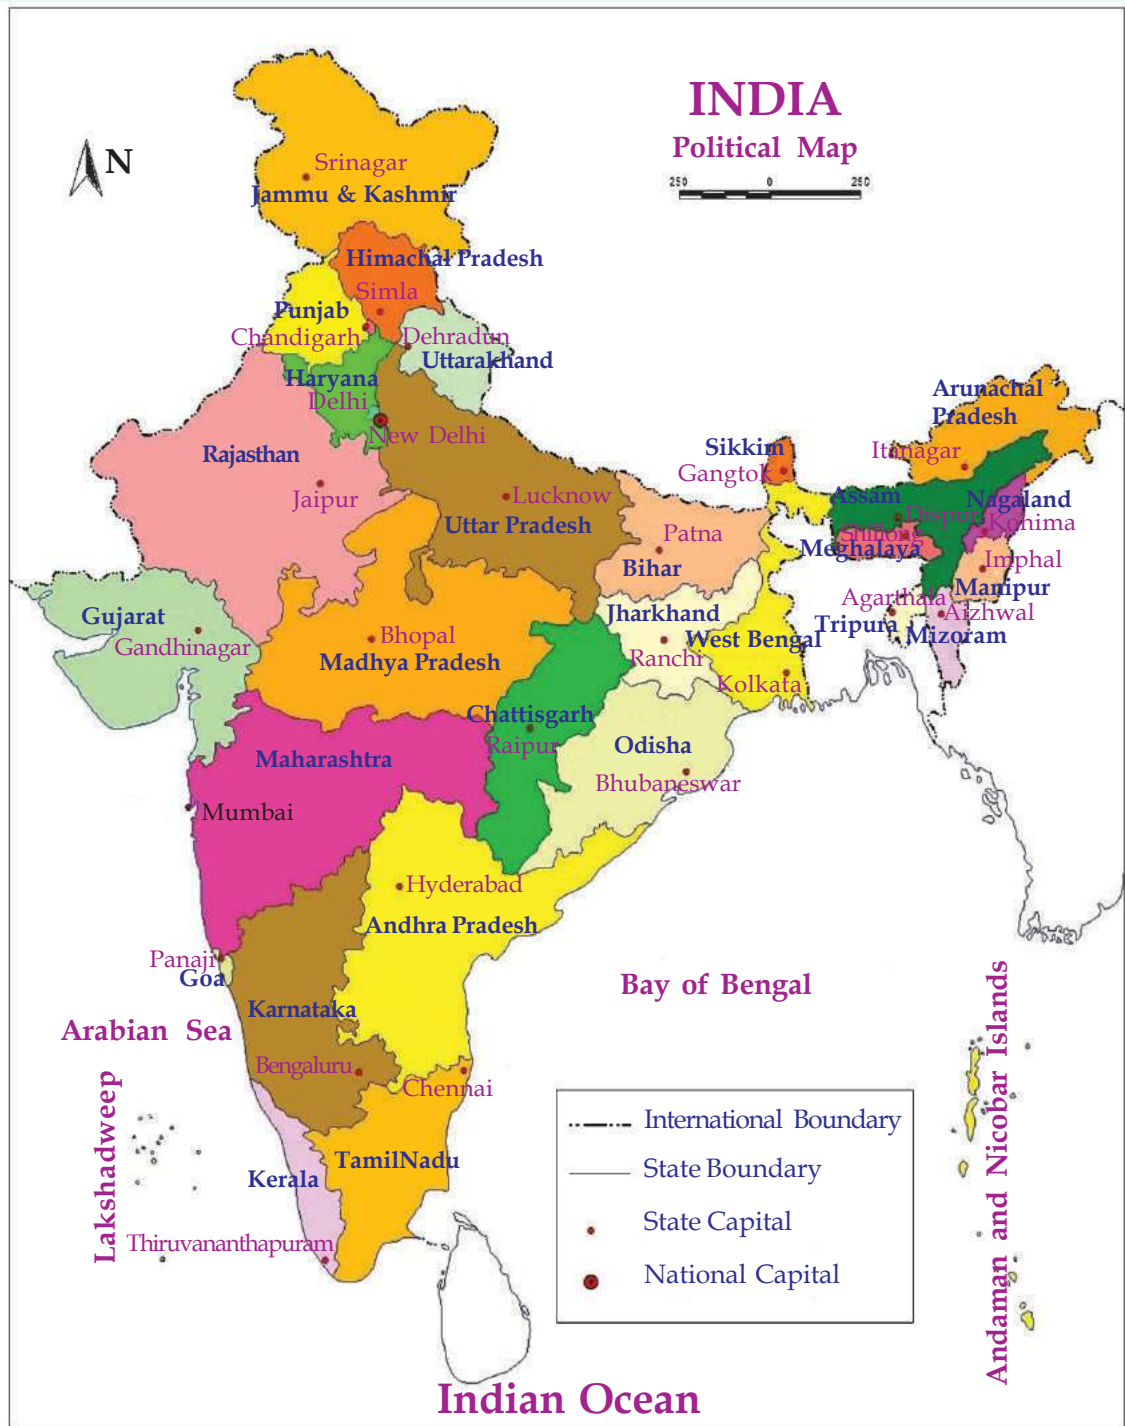 INDIA
Political Map
N
250 0 250
Srinagar
Jammu & Kashmir
Himachal Pradesh
Simla
Punjab
Chandigarh
Dehradun
Uttarakhand
Haryana
Delhi
New Delhi
Arunachal
Pradesh
Itanagar
Sikkim
Gangtok
Rajasthan
Jaipur
Lucknow
Uttar Pradesh
Assam
Dispur
Nagaland
Kohima
Shillong
Meghalaya
Imphal
Manipur
Patna
Bihar
Agarthala
Tripura
Aizhwal
Mizoram
Gujarat
Gandhinagar
Bhopal
Madhya Pradesh
Jharkhand
Ranchi
West Bengal
Kolkata
Chattisgarh
Raipur
Odisha
Bhubaneswar
Maharashtra
Mumbai
Hyderabad
Andhra Pradesh
Panaji
Goa
Karnataka
Bengaluru
Chennai
Bay of Bengal
Arabian Sea
Lakshadweep
Andaman and Nicobar Islands
TamilNadu
Kerala
Thiruvananthapuram
International Boundary
State Boundary
State Capital
National Capital
Indian Ocean